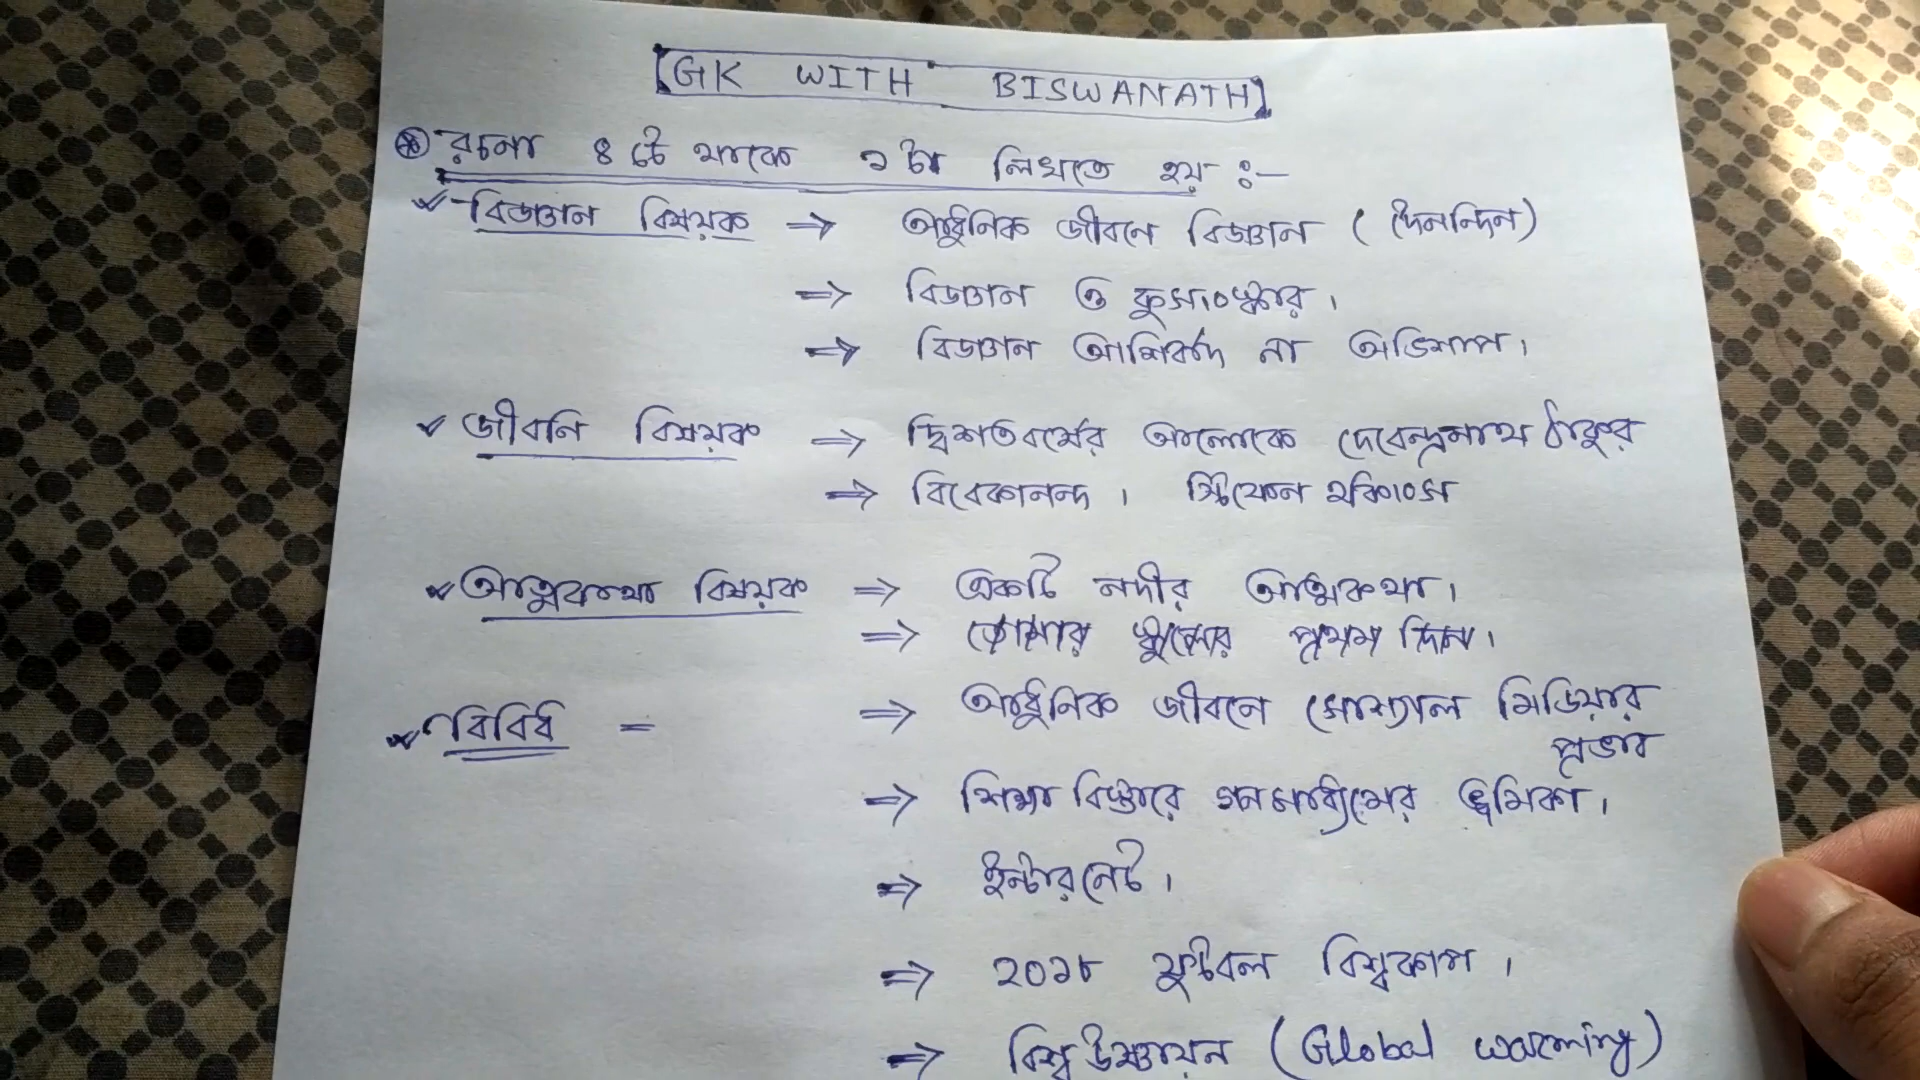 GK WITH BISWANATH
রচনা ৪ টে থাকে ১ টা লিখতে হয় :-
বিজ্ঞান বিষয়ক ⇒ আধুনিক জীবনে বিজ্ঞান ( দৈনন্দিন)
⇒ বিজ্ঞান ও কুসংস্কার।
⇒ বিজ্ঞান আশির্বাদ না অভিশাপ।
জীবনি বিষয়ক ⇒ দ্বিশতবর্ষের আলোকে দেবেন্দ্রনাথ ঠাকুর
⇒ বিবেকানন্দ। স্টিফেন হকিংস
আত্মকথা বিষয়ক ⇒ একটি নদীর আত্মকথা।
⇒ তোমার স্কুলের প্রথম দিন।
বিবিধ = ⇒ আধুনিক জীবনে সোশ্যাল মিডিয়ার
প্রভাব
⇒ শিক্ষা বিস্তারে গনমাধ্যমের ভূমিকা।
⇒ ইন্টারনেট।
⇒ ২০১৮ ফুটবল বিশ্বকাপ।
⇒ বিশ্ব উষ্ণায়ন (Global warming)